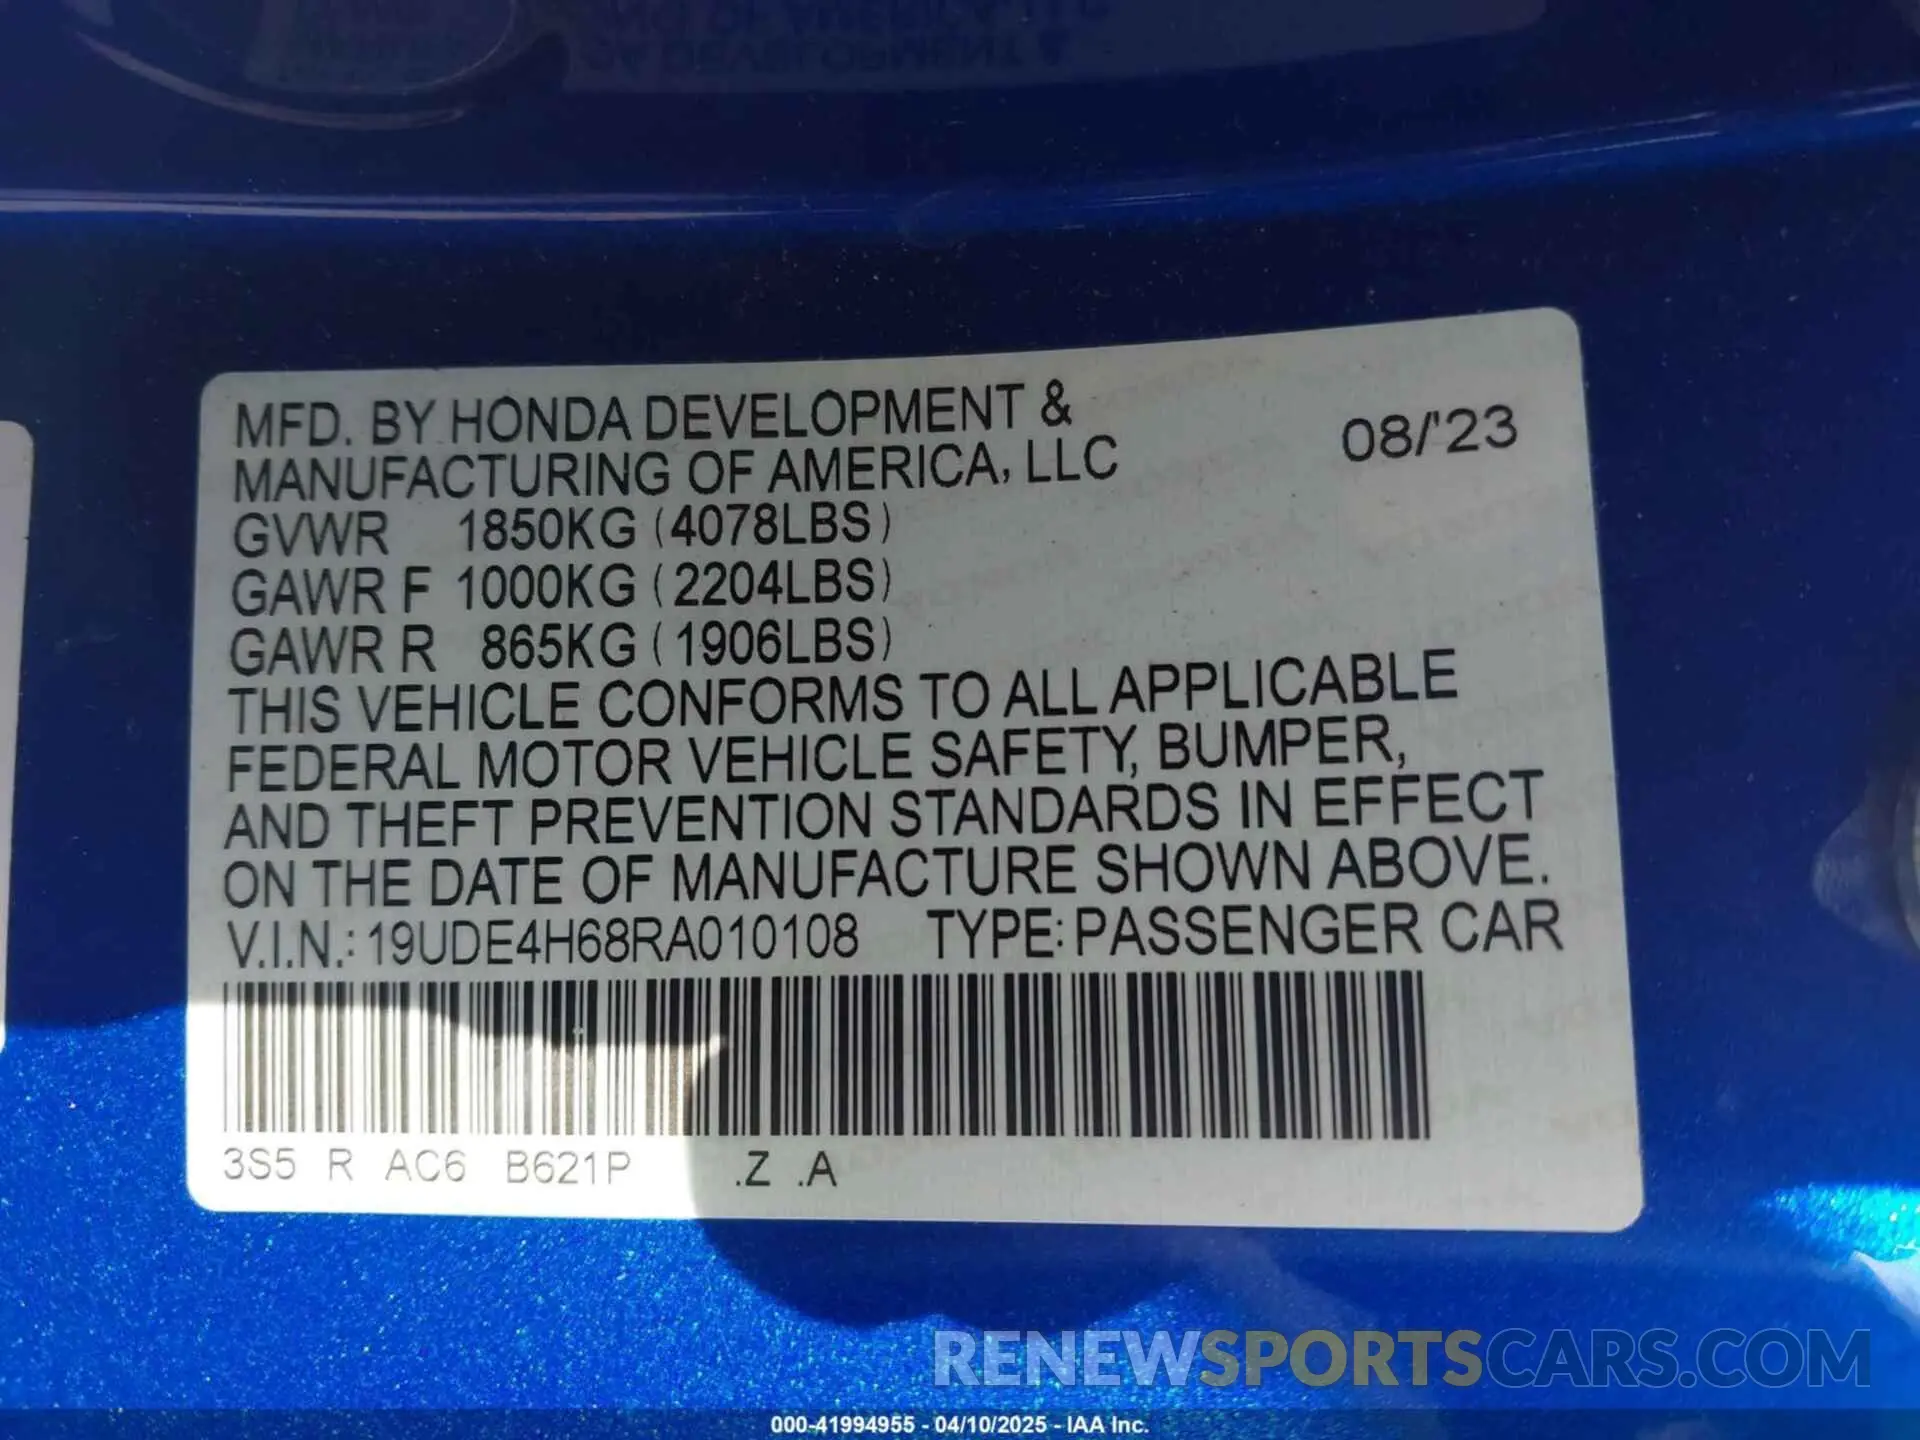 MFD. BY HONDA DEVELOPMENT &
MANUFACTURING OF AMERICA, LLC
08/'23
GVWR 1850KG (4078LBS)
GAWR F 1000KG (2204LBS)
GAWR R 865KG (1906LBS)
THIS VEHICLE CONFORMS TO ALL APPLICABLE
FEDERAL MOTOR VEHICLE SAFETY, BUMPER,
AND THEFT PREVENTION STANDARDS IN EFFECT
ON THE DATE OF MANUFACTURE SHOWN ABOVE.
V.I.N.: 19UDE4H68RA010108 TYPE: PASSENGER CAR
3S5 R AC6 B621P .Z .A
RENEWSPORTSCARS.COM
000-41994955 - 04/10/2025 - IAA Inc.